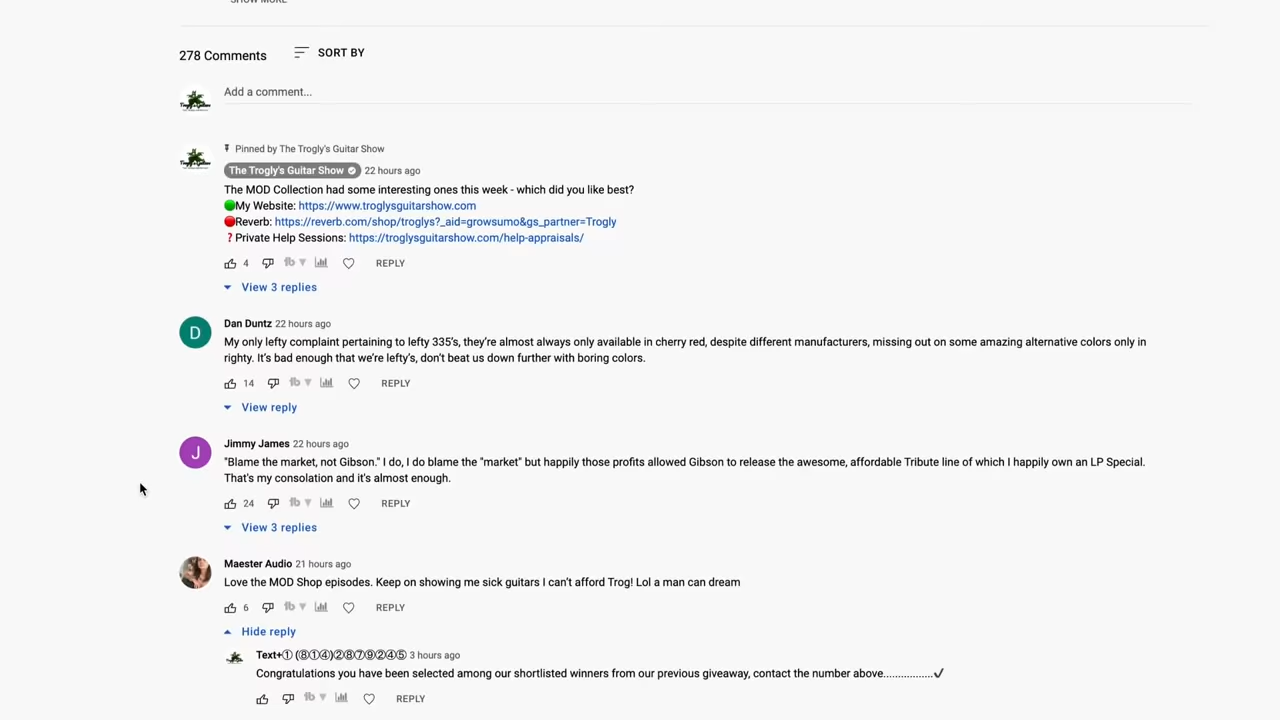 SHOW MORE
278 Comments
SORT BY
Add a comment...
Pinned by The Trogly's Guitar Show
The Trogly's Guitar Show 22 hours ago
The MOD Collection had some interesting ones this week - which did you like best?
My Website: https://www.troglysguitarshow.com
Reverb: https://reverb.com/shop/troglys?_aid=growsumo&gs_partner=Trogly
❓Private Help Sessions: https://troglysguitarshow.com/help-appraisals/
4 REPLY
View 3 replies
D
Dan Duntz 22 hours ago
My only lefty complaint pertaining to lefty 335's, they're almost always only available in cherry red, despite different manufacturers, missing out on some amazing alternative colors only in
righty. It's bad enough that we're lefty's, don't beat us down further with boring colors.
14 REPLY
View reply
J
Jimmy James 22 hours ago
"Blame the market, not Gibson." I do, I do blame the "market" but happily those profits allowed Gibson to release the awesome, affordable Tribute line of which I happily own an LP Special.
That's my consolation and it's almost enough.
24 REPLY
View 3 replies
Maester Audio 21 hours ago
Love the MOD Shop episodes. Keep on showing me sick guitars I can't afford Trog! Lol a man can dream
6 REPLY
Hide reply
Text+① (⑧①④)②⑧⑦⑨②④⑤ 3 hours ago
Congratulations you have been selected among our shortlisted winners from our previous giveaway, contact the number above.................✓
REPLY